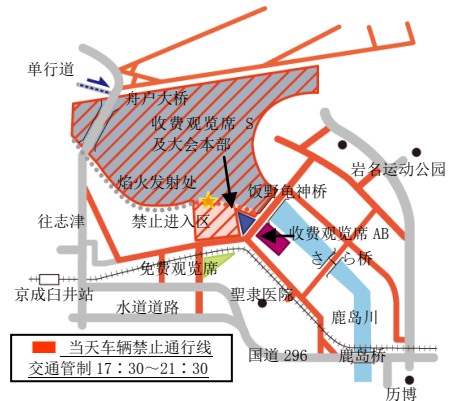 单行道
舟户大桥
收费观览席 S
及大会本部
岩名运动公园
焰火发射处
饭野竜神桥
往志津
禁止进入区
收费观览席 AB
さくら桥
免费观览席
京成臼井站
聖隶医院
水道道路
鹿岛川
国道 296
鹿岛桥
当天车辆禁止通行线
交通管制 17：30～21：30
历博